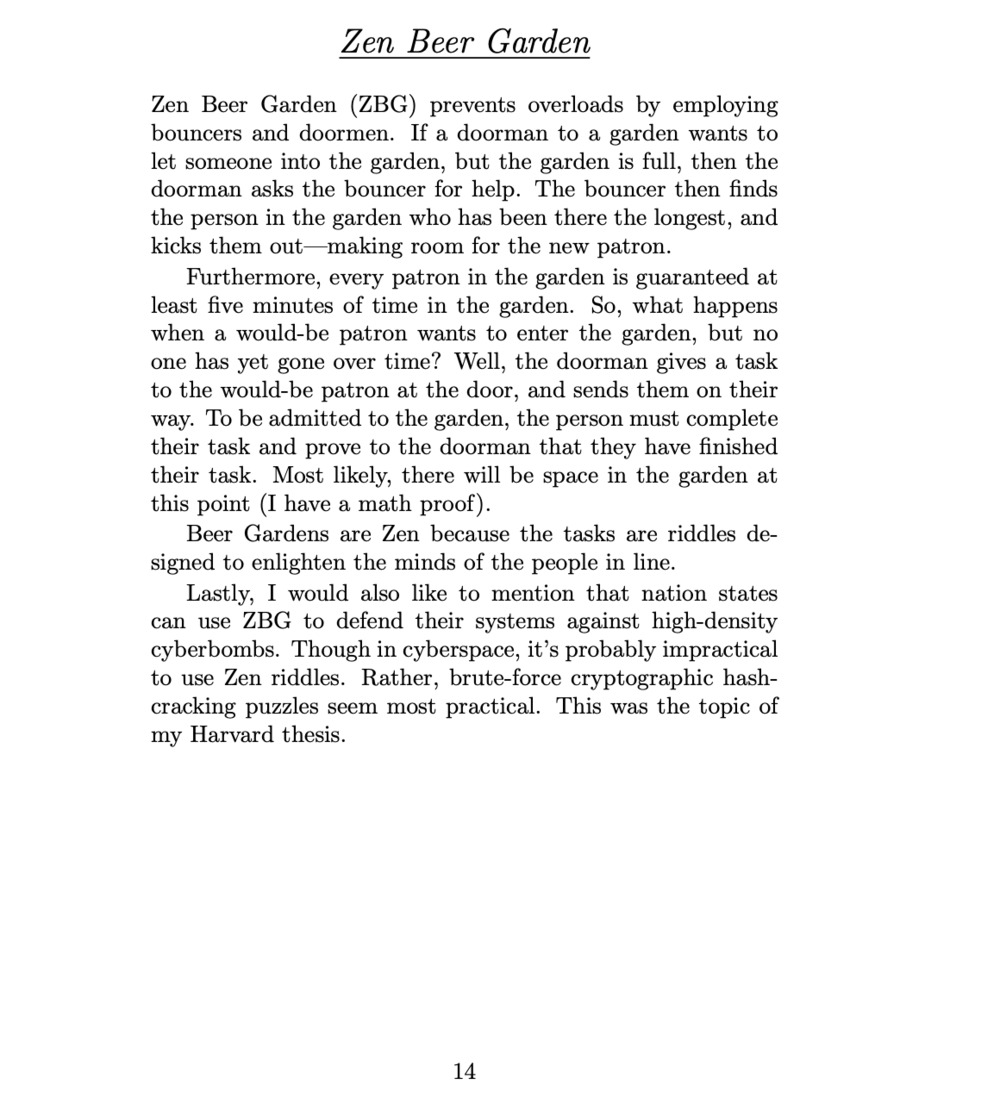 Zen Beer Garden
Zen Beer Garden (ZBG) prevents overloads by employing
bouncers and doormen. If a doorman to a garden wants to
let someone into the garden, but the garden is full, then the
doorman asks the bouncer for help. The bouncer then finds
the person in the garden who has been there the longest, and
kicks them out—making room for the new patron.
Furthermore, every patron in the garden is guaranteed at
least five minutes of time in the garden. So, what happens
when a would-be patron wants to enter the garden, but no
one has yet gone over time? Well, the doorman gives a task
to the would-be patron at the door, and sends them on their
way. To be admitted to the garden, the person must complete
their task and prove to the doorman that they have finished
their task. Most likely, there will be space in the garden at
this point (I have a math proof).
Beer Gardens are Zen because the tasks are riddles de-
signed to enlighten the minds of the people in line.
Lastly, I would also like to mention that nation states
can use ZBG to defend their systems against high-density
cyberbombs. Though in cyberspace, it's probably impractical
to use Zen riddles. Rather, brute-force cryptographic hash-
cracking puzzles seem most practical. This was the topic of
my Harvard thesis.
14